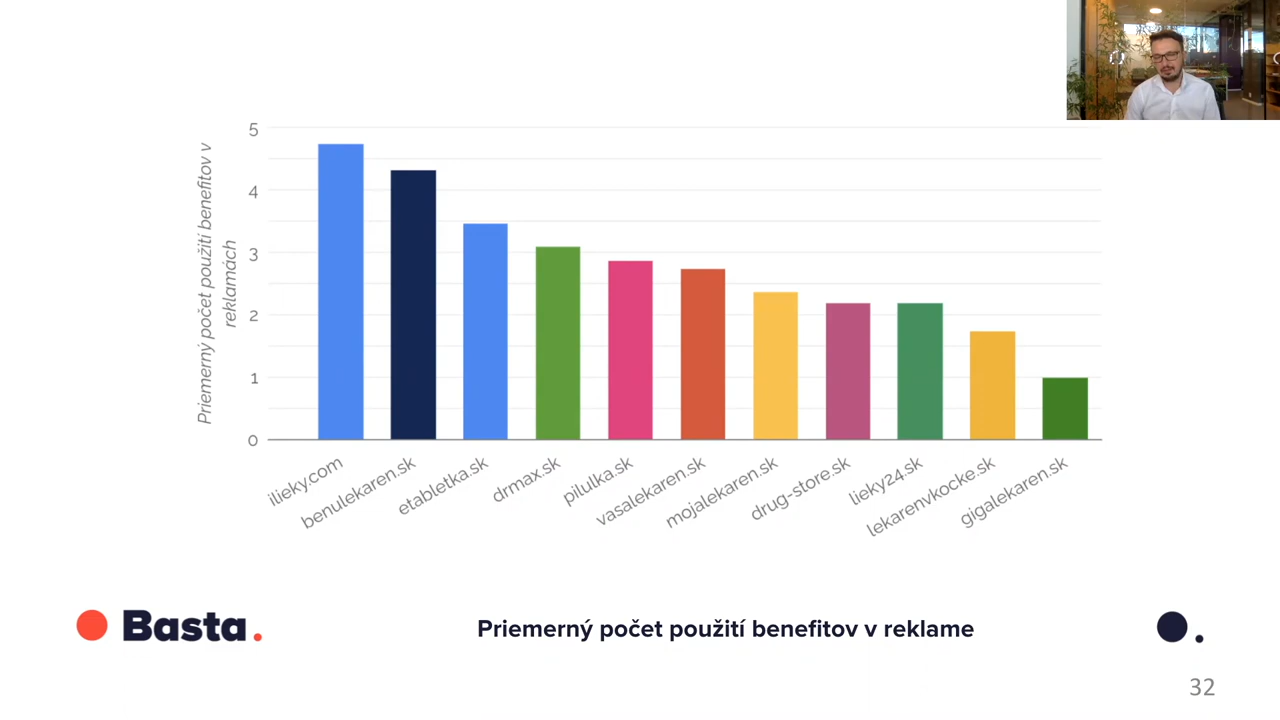 Priemerný počet použití benefitov v
reklamách
5
4
3
2
1
0
ilieky.com
benulekaren.sk
etabletka.sk
drmax.sk
pilulka.sk
vasalekaren.sk
mojalekaren.sk
drug-store.sk
lieky24.sk
lekarenvkocke.sk
gigalekaren.sk
Basta.
Priemerný počet použití benefitov v reklame
32